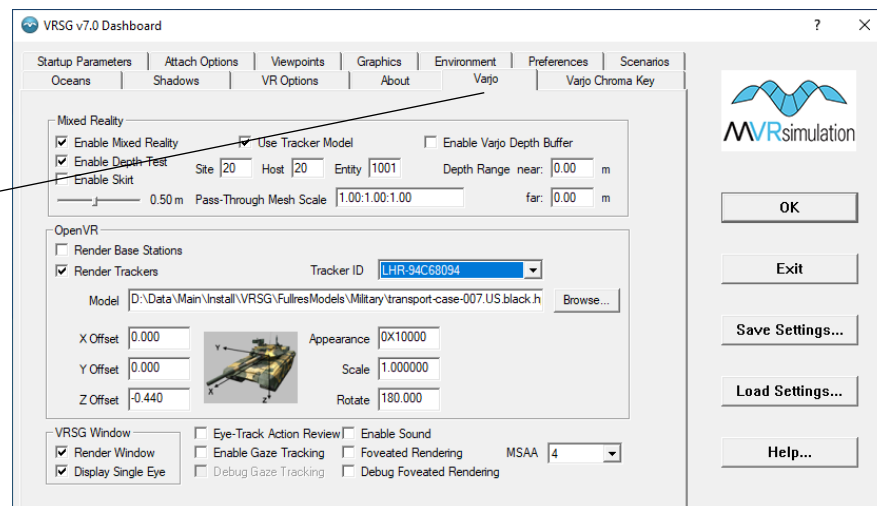 VRSG v7.0 Dashboard ? ×
Startup Parameters Attach Options Viewpoints Graphics Environment Preferences Scenarios
Oceans Shadows VR Options About Varjo Varjo Chroma Key
Mixed Reality
Enable Mixed Reality Use Tracker Model Enable Varjo Depth Buffer
Enable Depth Test Site 20 Host 20 Entity 1001 Depth Range near: 0.00 m
Enable Skirt
0.50 m Pass-Through Mesh Scale 1.00:1.00:1.00 far: 0.00 m
OpenVR
Render Base Stations
Render Trackers Tracker ID LHR-94C68094
Model D:\Data\Main\Install\VRSG\FullresModels\Military\transport-case-007.US.black.h Browse...
X Offset 0.000 Appearance 0X10000
Y Offset 0.000 Scale 1.000000
Z Offset -0.440 Rotate 180.000
Y
X
Z
VRSG Window Eye-Track Action Review Enable Sound
Render Window Enable Gaze Tracking Foveated Rendering MSAA 4
Display Single Eye Debug Gaze Tracking Debug Foveated Rendering
MVRsimulation
OK
Exit
Save Settings...
Load Settings...
Help...